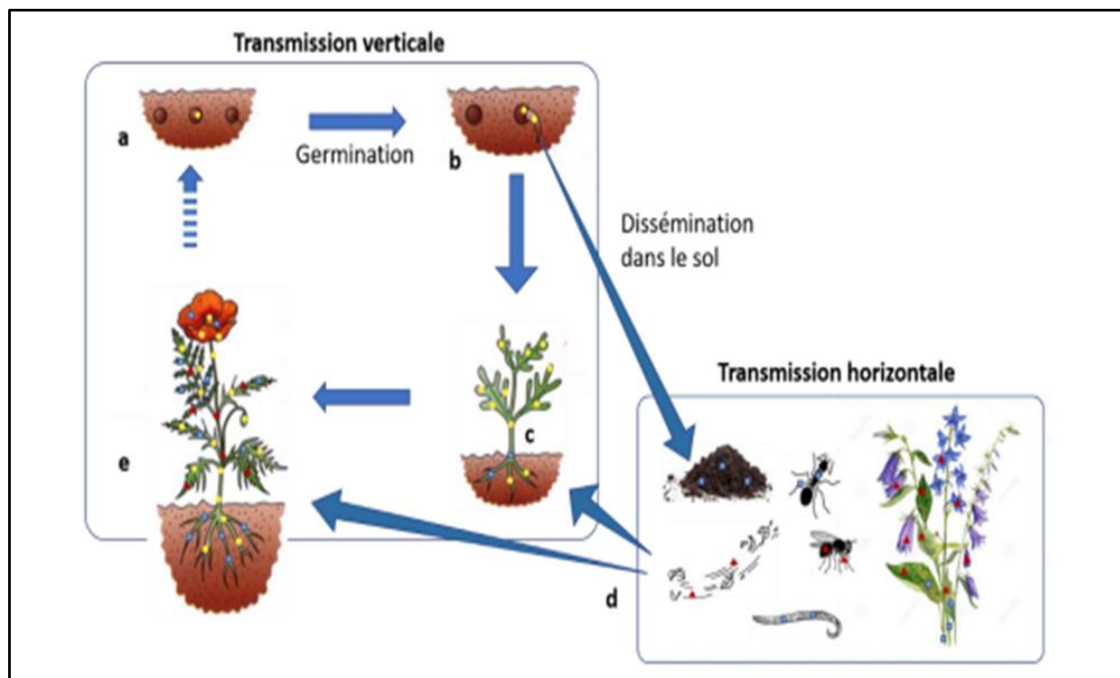 Transmission verticale
a
Germination
b
Dissémination
dans le sol
Transmission horizontale
c
e
d